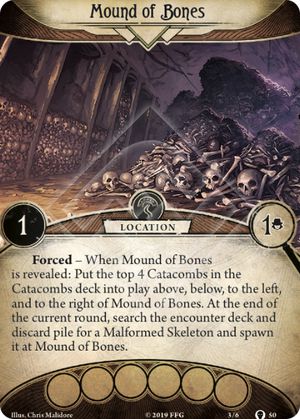 Mound of Bones
1
LOCATION
1
Forced – When Mound of Bones
is revealed: Put the top 4 Catacombs in the
Catacombs deck into play above, below, to the left,
and to the right of Mound of Bones. At the end of
the current round, search the encounter deck and
discard pile for a Malformed Skeleton and spawn
it at Mound of Bones.
Illus. Chris Malidore
© 2019 FFG
3/6
50